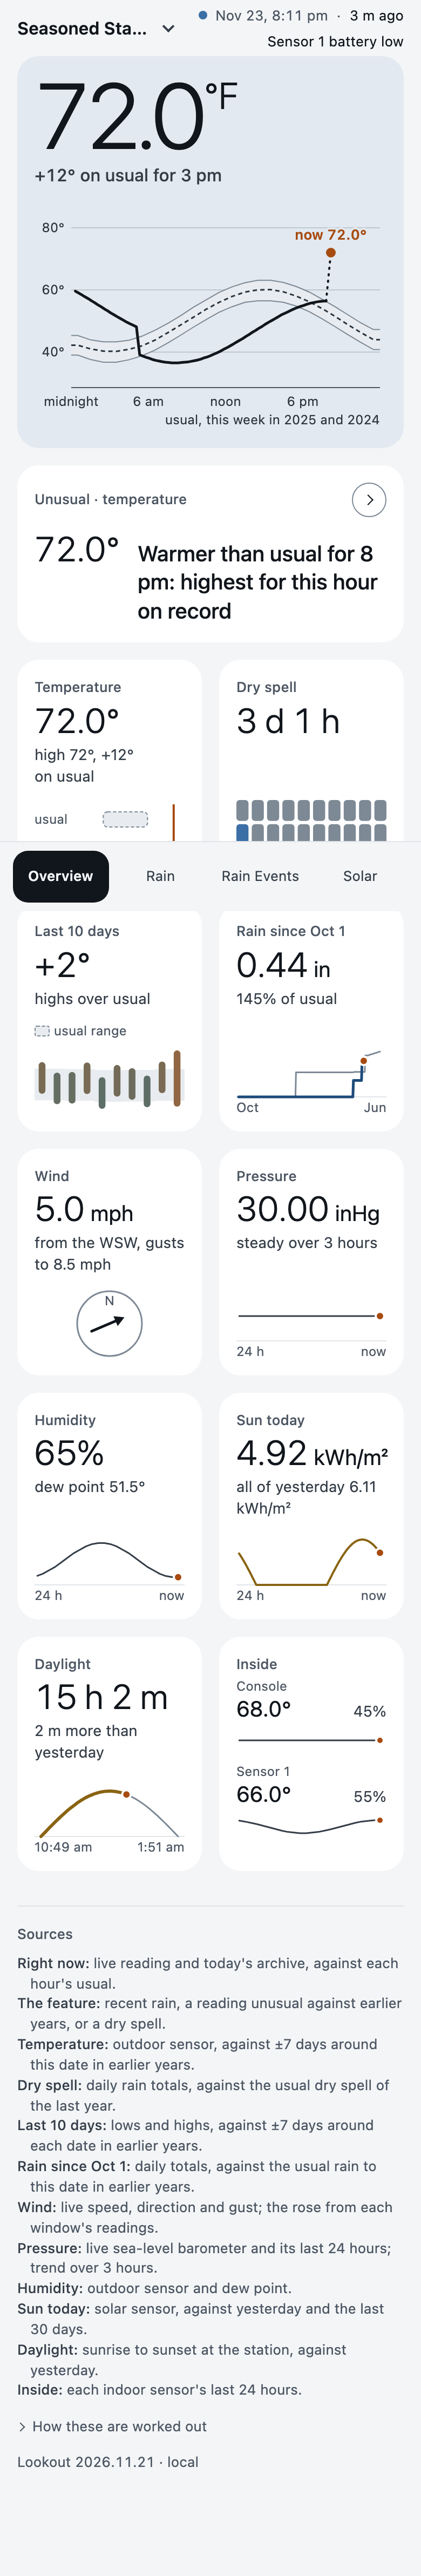 Seasoned Sta...
Nov 23, 8:11 pm · 3 m ago
Sensor 1 battery low
72.0°F
+12° on usual for 3 pm
80°
now 72.0°
60°
40°
midnight 6 am noon 6 pm
usual, this week in 2025 and 2024
Unusual · temperature
72.0°
Warmer than usual for 8
pm: highest for this hour
on record
Temperature
72.0°
high 72°, +12°
on usual
usual
Dry spell
3 d 1 h
Overview Rain Rain Events Solar
Last 10 days
+2°
highs over usual
usual range
Rain since Oct 1
0.44 in
145% of usual
Oct Jun
Wind
5.0 mph
from the WSW, gusts
to 8.5 mph
N
Pressure
30.00 inHg
steady over 3 hours
24 h now
Humidity
65%
dew point 51.5°
24 h now
Sun today
4.92 kWh/m²
all of yesterday 6.11
kWh/m²
24 h now
Daylight
15 h 2 m
2 m more than
yesterday
10:49 am 1:51 am
Inside
Console
68.0° 45%
Sensor 1
66.0° 55%
Sources
Right now: live reading and today's archive, against each
hour's usual.
The feature: recent rain, a reading unusual against earlier
years, or a dry spell.
Temperature: outdoor sensor, against ±7 days around
this date in earlier years.
Dry spell: daily rain totals, against the usual dry spell of
the last year.
Last 10 days: lows and highs, against ±7 days around
each date in earlier years.
Rain since Oct 1: daily totals, against the usual rain to
this date in earlier years.
Wind: live speed, direction and gust; the rose from each
window's readings.
Pressure: live sea-level barometer and its last 24 hours;
trend over 3 hours.
Humidity: outdoor sensor and dew point.
Sun today: solar sensor, against yesterday and the last
30 days.
Daylight: sunrise to sunset at the station, against
yesterday.
Inside: each indoor sensor's last 24 hours.
How these are worked out
Lookout 2026.11.21 · local